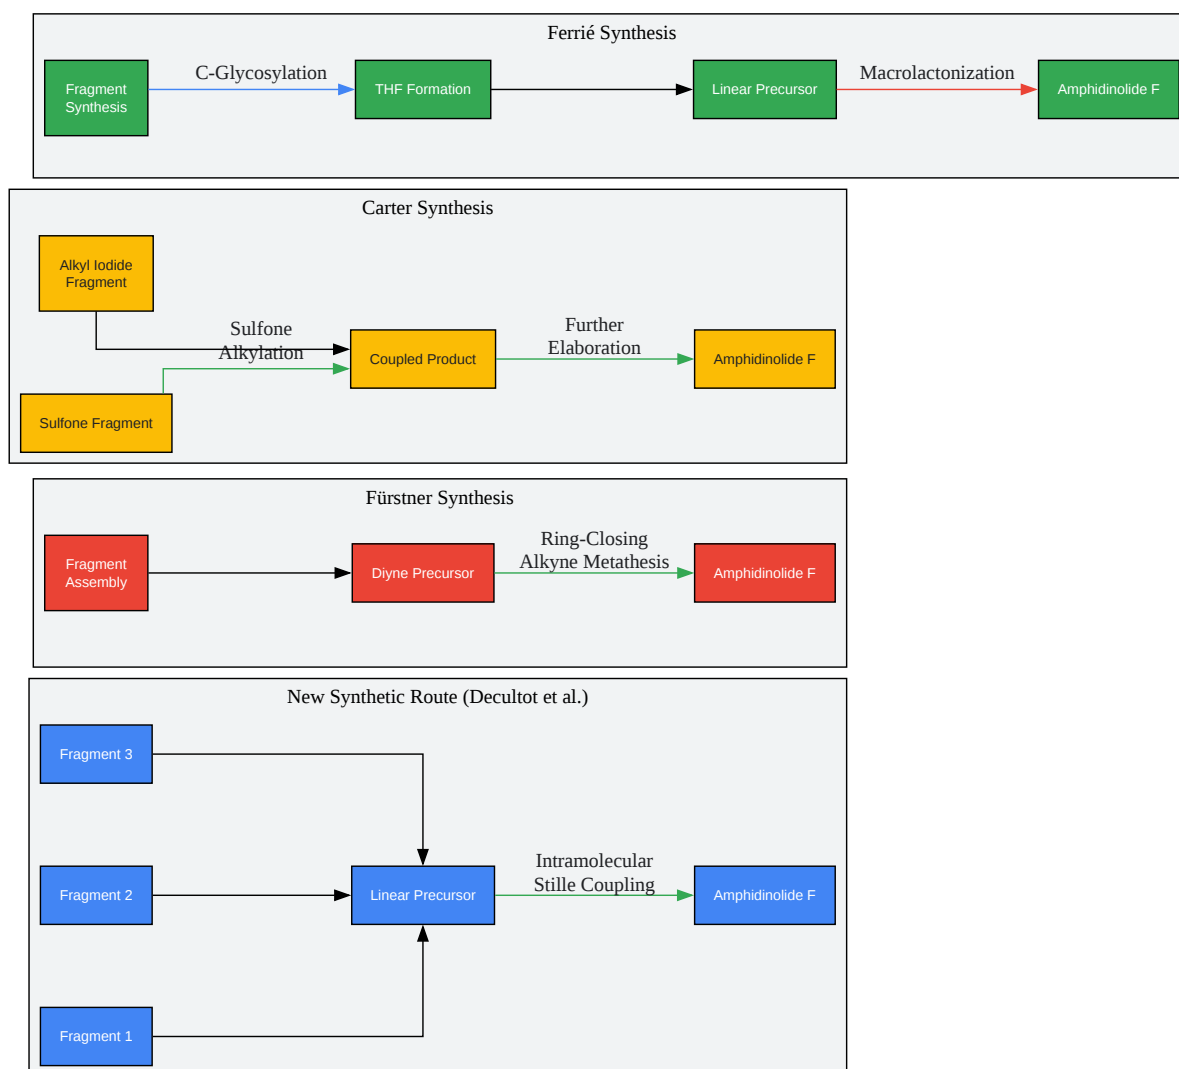 Ferrié Synthesis
Fragment
Synthesis
C-Glycosylation
THF Formation
Linear Precursor
Macrolactonization
Amphidinolide F
Carter Synthesis
Alkyl Iodide
Fragment
Sulfone Fragment
Sulfone
Alkylation
Coupled Product
Further
Elaboration
Amphidinolide F
Fürstner Synthesis
Fragment
Assembly
Diyne Precursor
Ring-Closing
Alkyne Metathesis
Amphidinolide F
New Synthetic Route (Decultot et al.)
Fragment 3
Fragment 2
Fragment 1
Linear Precursor
Intramolecular
Stille Coupling
Amphidinolide F